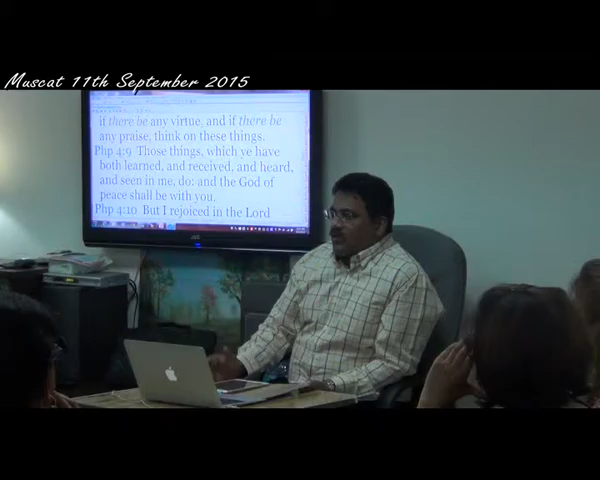 Muscat 11th September 2015
if there be any virtue, and if there be
any praise, think on these things.
Php 4:9 Those things, which ye have
both learned, and received, and heard,
and seen in me, do: and the God of
peace shall be with you.
Php 4:10 But I rejoiced in the Lord